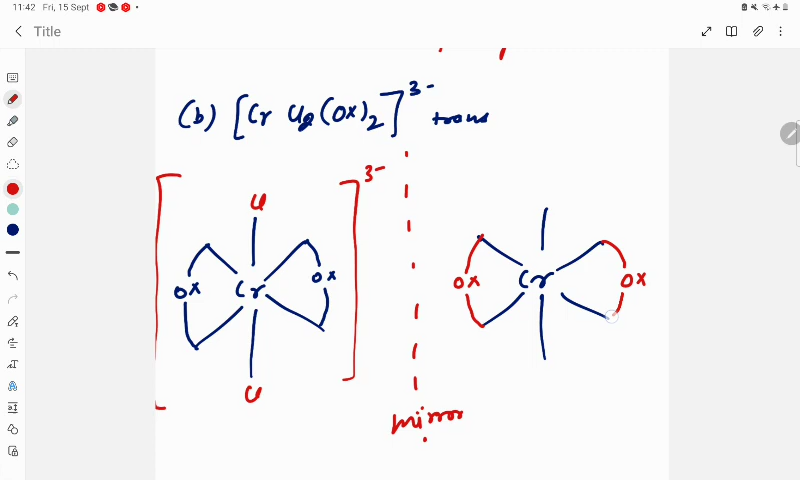 11:42 Fri, 15 Sept
Title
(b) [Cr Cl2(ox)2]3- trans
3-
Cl
ox Cr ox
Cl
ox Cr ox
mirror